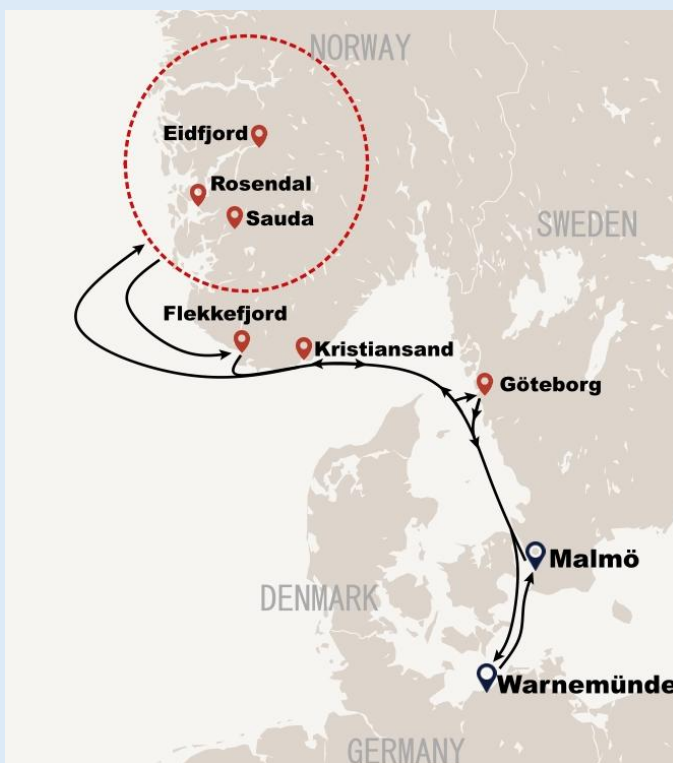 NORWAY
Eidfjord
Rosendal
Sauda
SWEDEN
Flekkefjord
Kristiansand
Göteborg
Malmö
DENMARK
Warnemünde
GERMANY